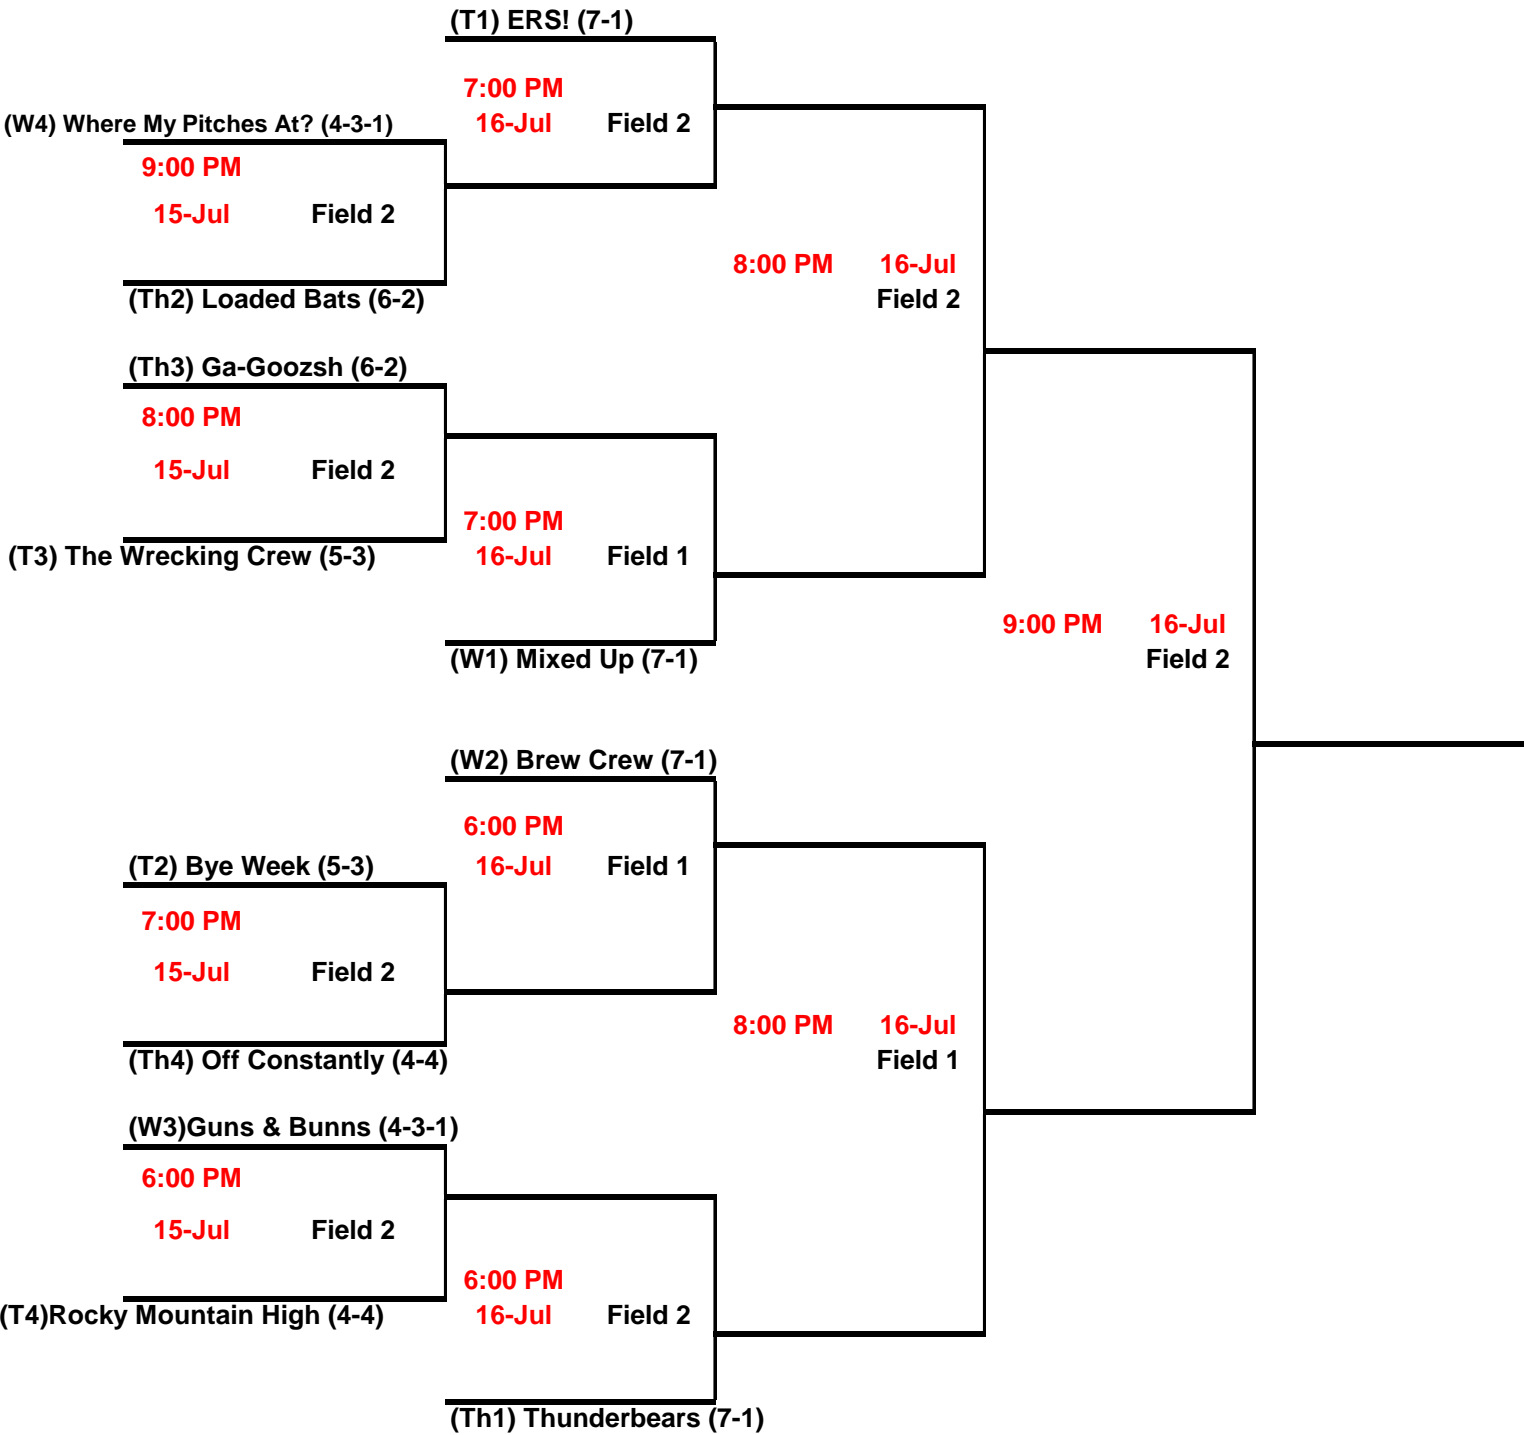 (T1) ERS! (7-1)
7:00 PM
16-Jul Field 2
(W4) Where My Pitches At? (4-3-1)
9:00 PM
15-Jul Field 2
(Th2) Loaded Bats (6-2)
8:00 PM 16-Jul
Field 2
(Th3) Ga-Goozsh (6-2)
8:00 PM
15-Jul Field 2
(T3) The Wrecking Crew (5-3)
7:00 PM
16-Jul Field 1
(W1) Mixed Up (7-1)
9:00 PM 16-Jul
Field 2
(W2) Brew Crew (7-1)
6:00 PM
16-Jul Field 1
(T2) Bye Week (5-3)
7:00 PM
15-Jul Field 2
(Th4) Off Constantly (4-4)
8:00 PM 16-Jul
Field 1
(W3)Guns & Bunns (4-3-1)
6:00 PM
15-Jul Field 2
(T4)Rocky Mountain High (4-4)
6:00 PM
16-Jul Field 2
(Th1) Thunderbears (7-1)